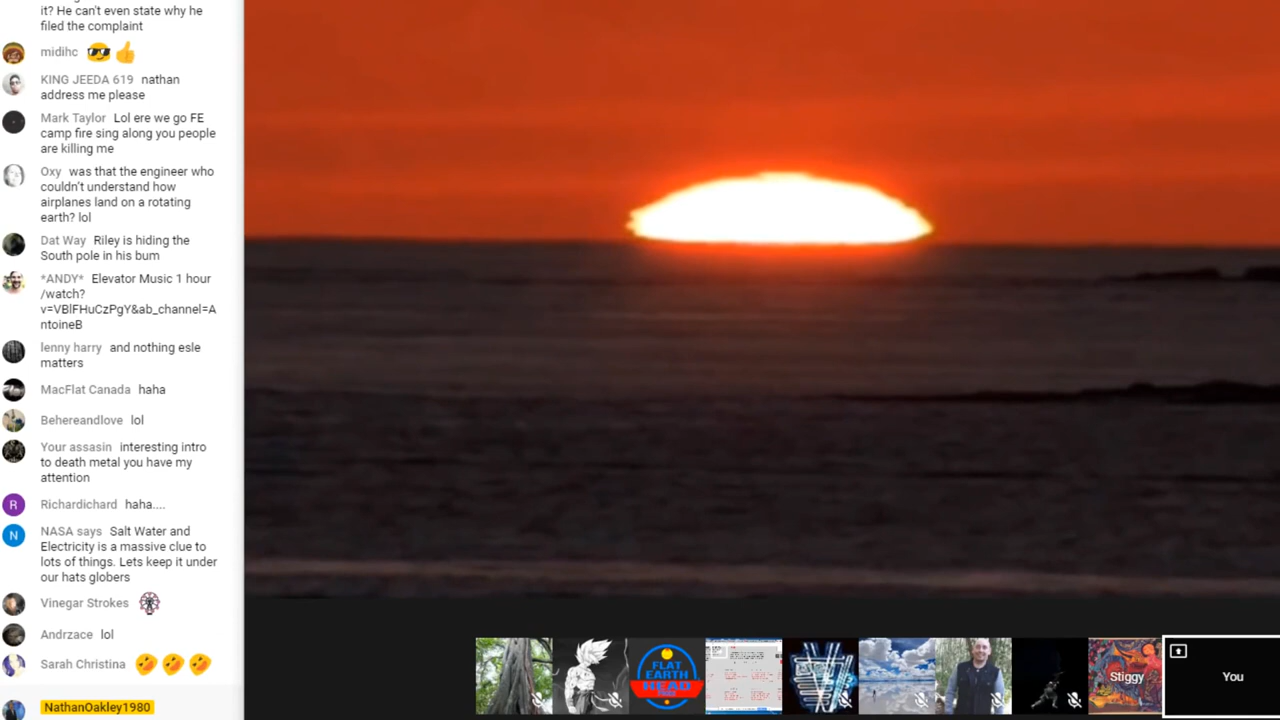 it? He can't even state why he
filed the complaint
midihc
KING JEEDA 619 nathan
address me please
Mark Taylor Lol ere we go FE
camp fire sing along you people
are killing me
Oxy was that the engineer who
couldn't understand how
airplanes land on a rotating
earth? lol
Dat Way Riley is hiding the
South pole in his bum
*ANDY* Elevator Music 1 hour
/watch?
v=VBlFHuCzPgY&ab_channel=A
ntoineB
lenny harry and nothing esle
matters
MacFlat Canada haha
Behereandlove lol
Your assasin interesting intro
to death metal you have my
attention
R
Richardichard haha....
N
NASA says Salt Water and
Electricity is a massive clue to
lots of things. Lets keep it under
our hats globers
Vinegar Strokes
Andrzace lol
Sarah Christina
NathanOakley1980
FLAT
EARTH
HEAD
Stiggy
You